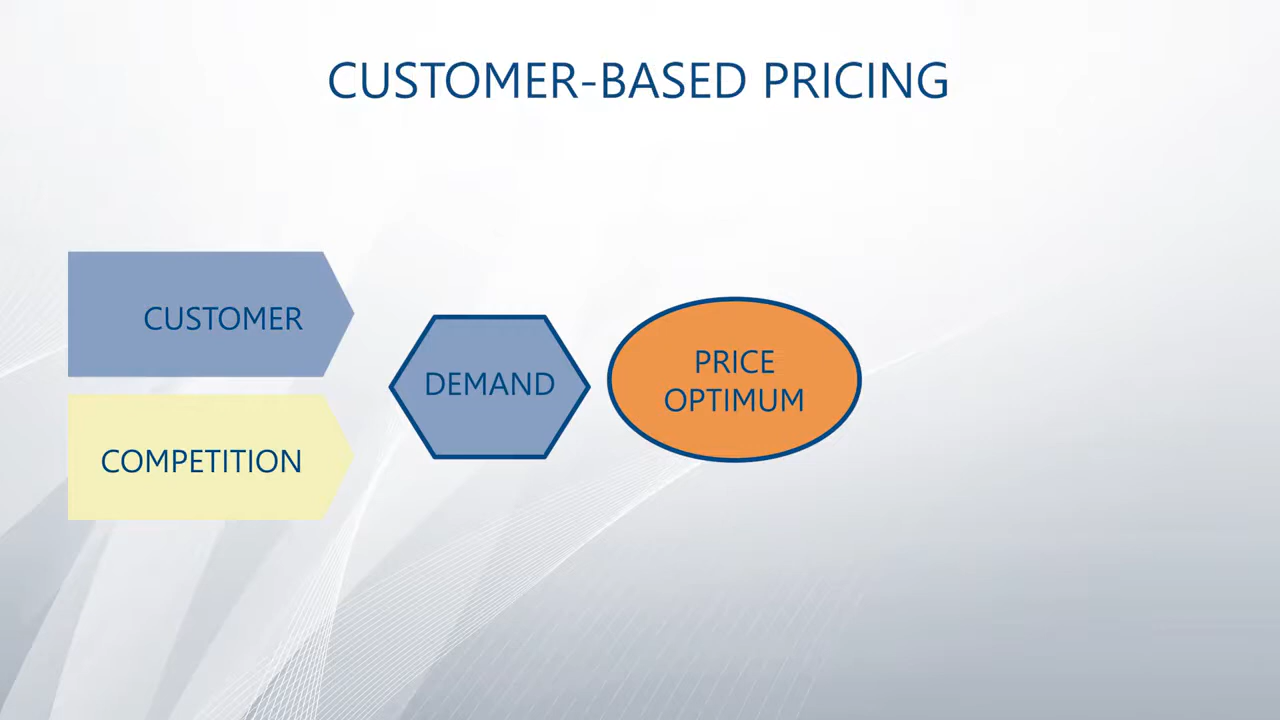 CUSTOMER-BASED PRICING
CUSTOMER
COMPETITION
DEMAND
PRICE
OPTIMUM